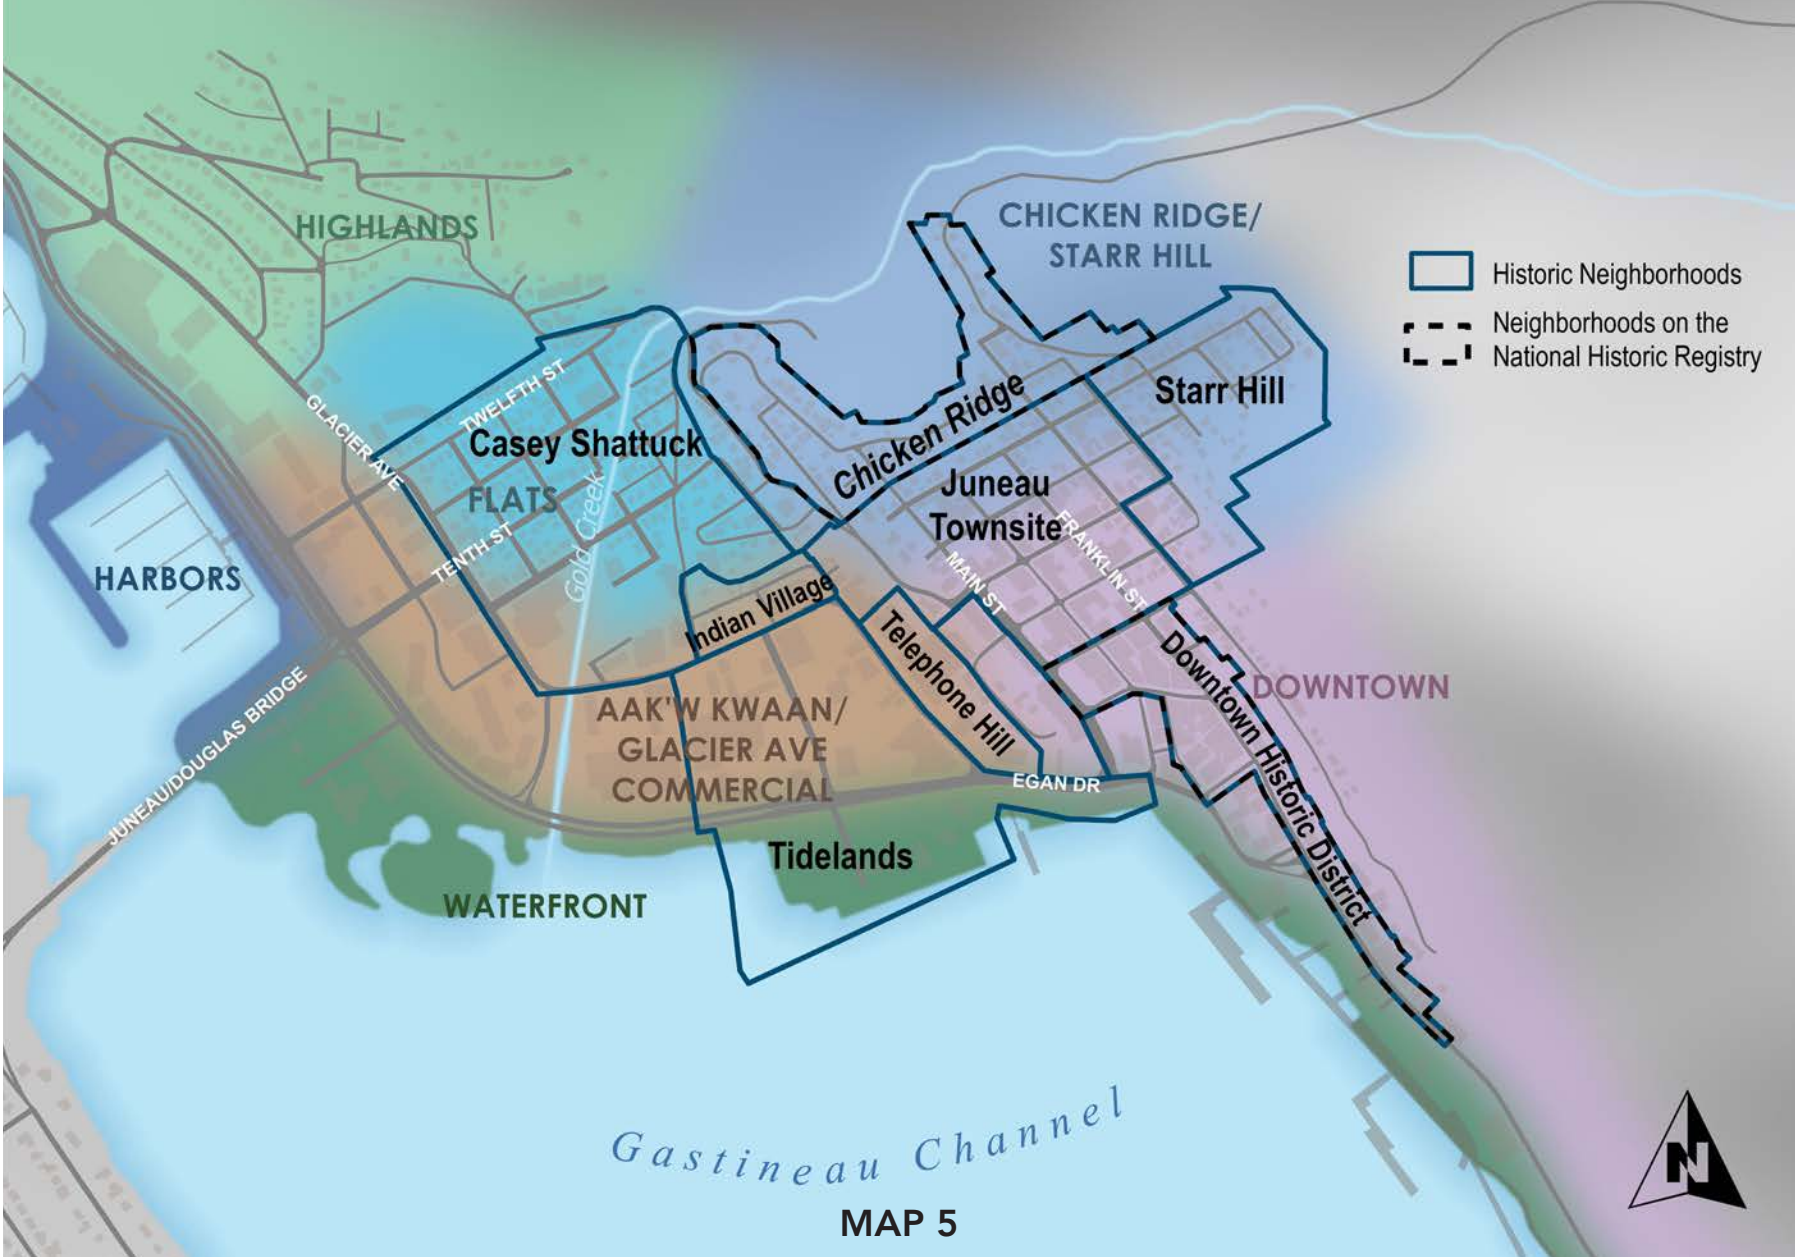 HIGHLANDS
CHICKEN RIDGE/
STARR HILL
Historic Neighborhoods
Neighborhoods on the
National Historic Registry
TWELFTH ST
GLACIER AVE
Casey Shattuck
FLATS
Gold Creek
TENTH ST
Chicken Ridge
Starr Hill
Juneau
Townsite
FRANKLIN ST
MAIN ST
HARBORS
Indian Village
Telephone Hill
Downtown Historic District
DOWNTOWN
JUNEAU/DOUGLAS BRIDGE
AAK'W KWAAN/
GLACIER AVE
COMMERCIAL
EGAN DR
Tidelands
WATERFRONT
Gastineau Channel
N
MAP 5